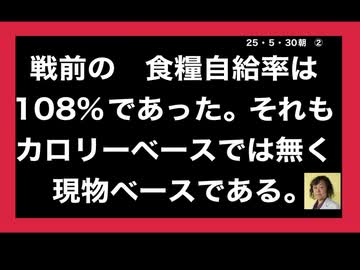 25・5・30朝 ②
戦前の 食糧自給率は
108%であった。それも
カロリーベースでは無く
現物ベースである。